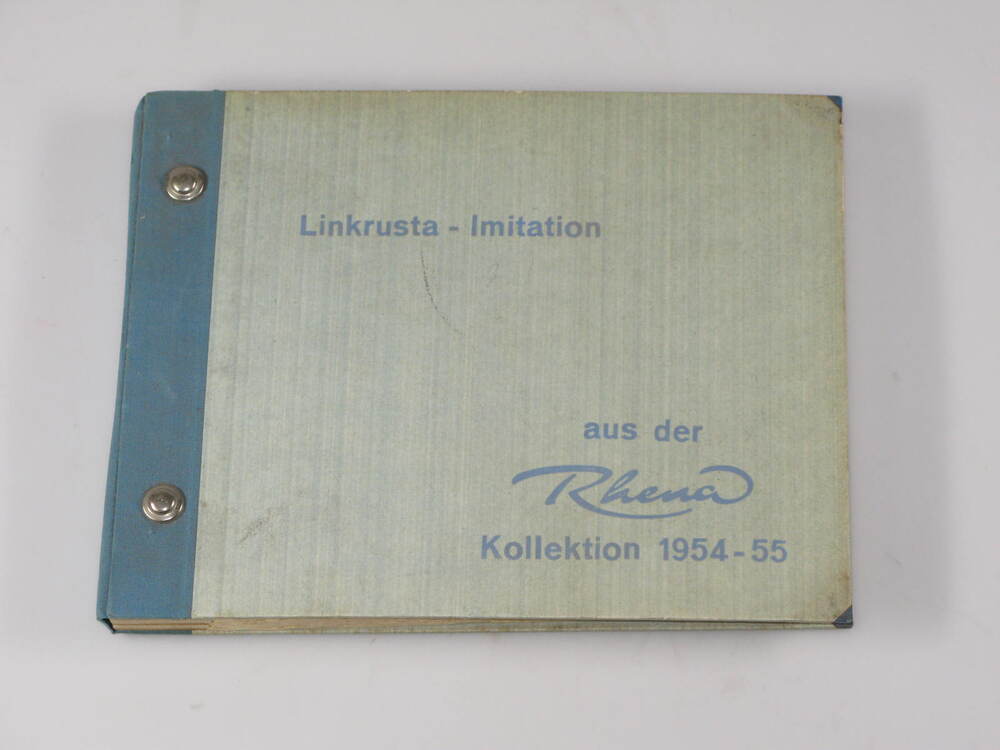 Linkrusta - Imitation
aus der
Rhena
Kollektion 1954-55